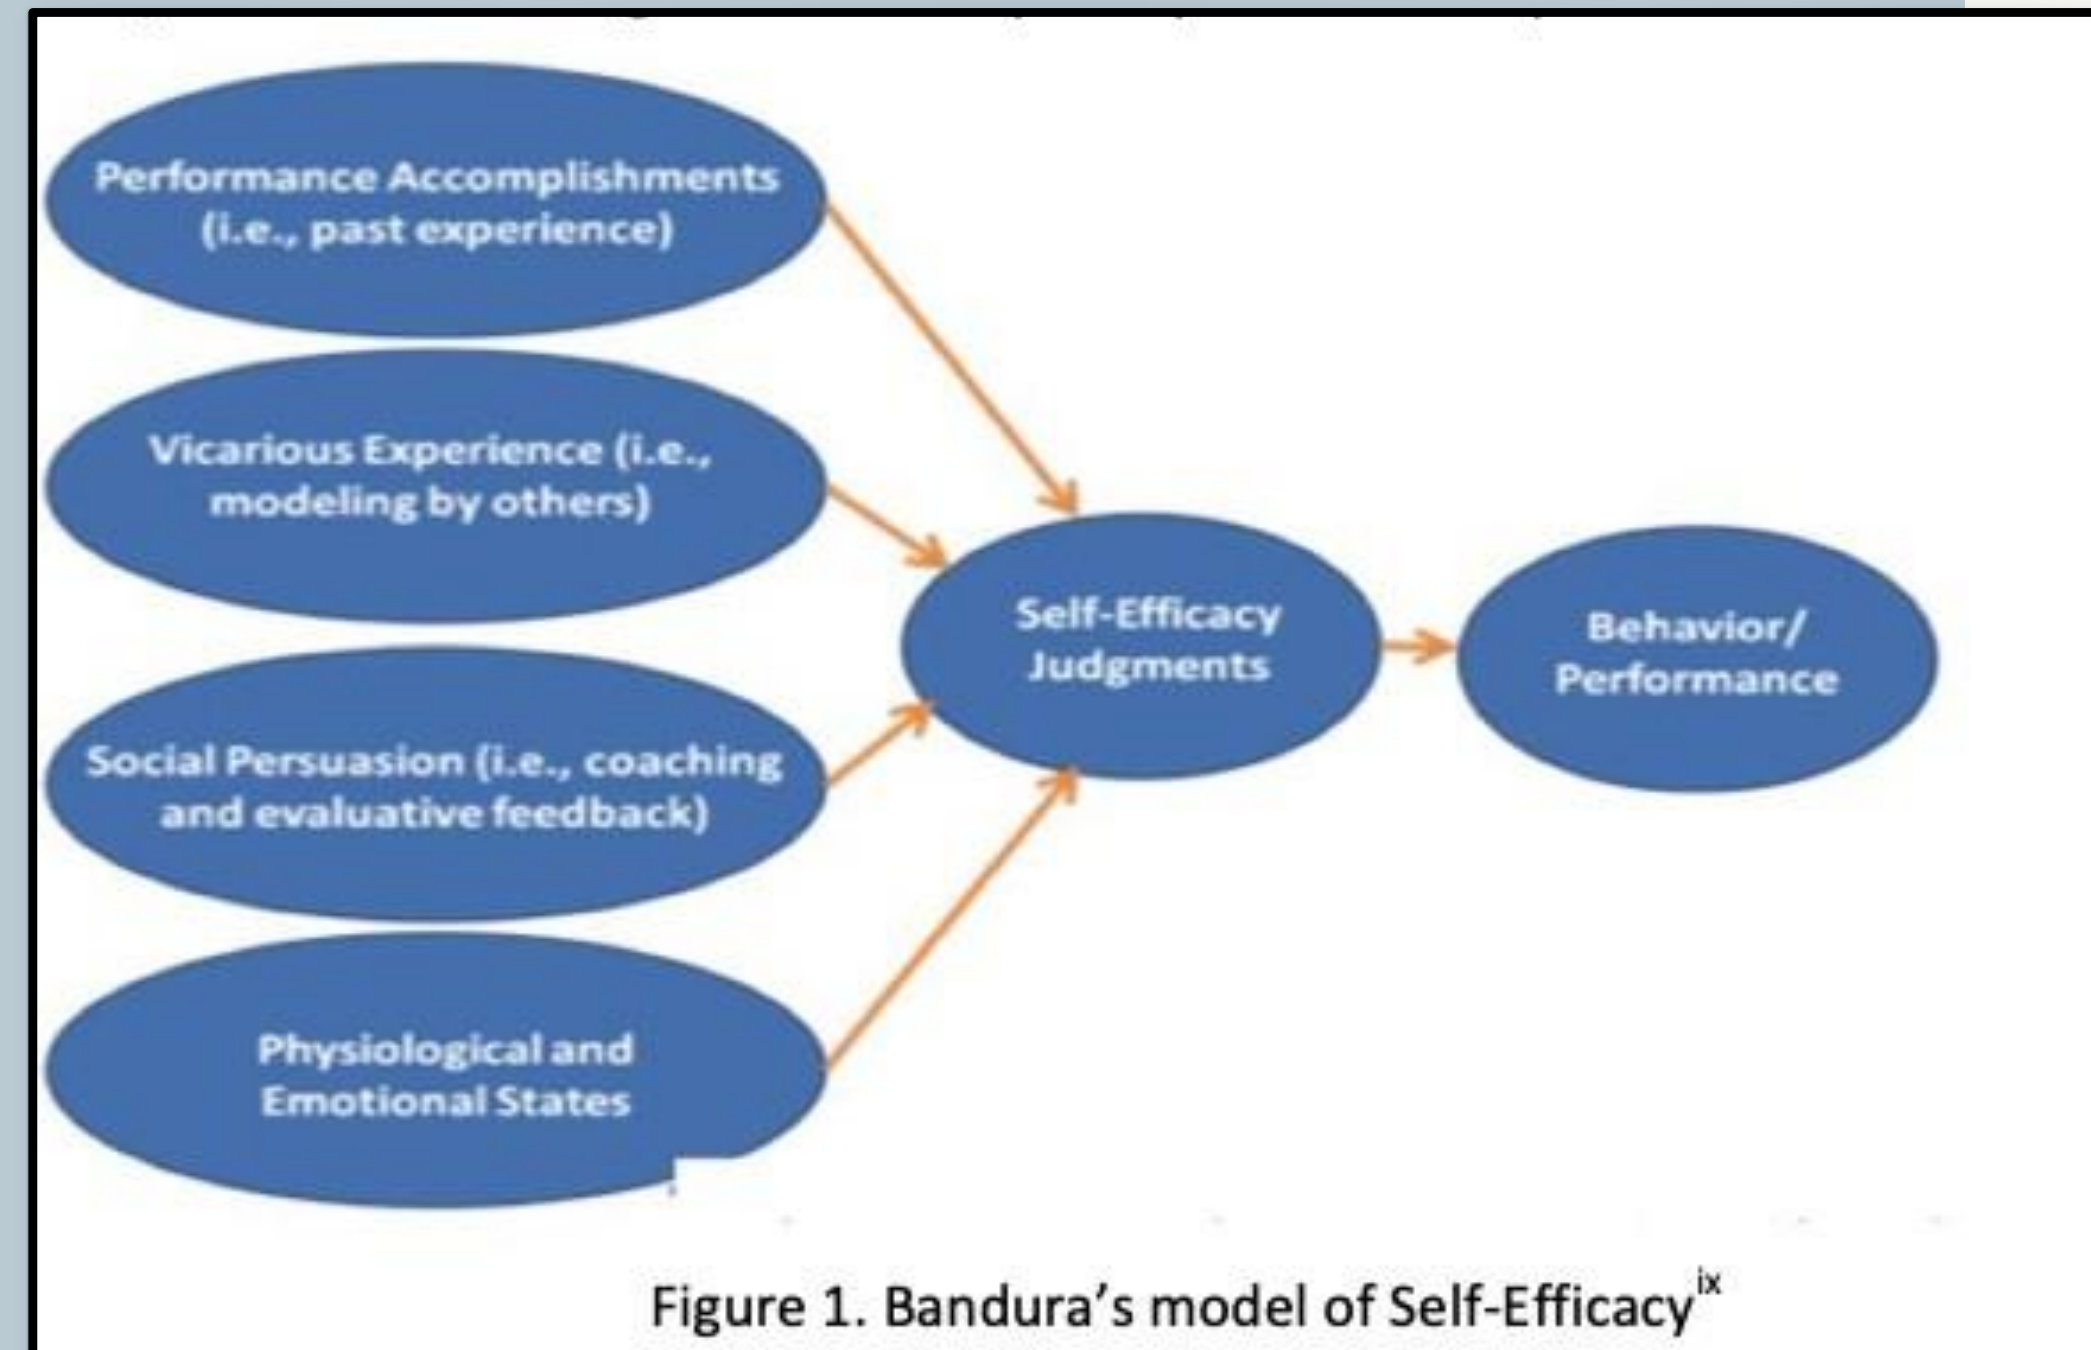 Performance Accomplishments
(i.e., past experience)
Vicarious Experience (i.e.,
modeling by others)
Social Persuasion (i.e., coaching
and evaluative feedback)
Physiological and
Emotional States
Self-Efficacy
Judgments
Behavior/
Performance
Figure 1. Bandura's model of Self-Efficacy ix